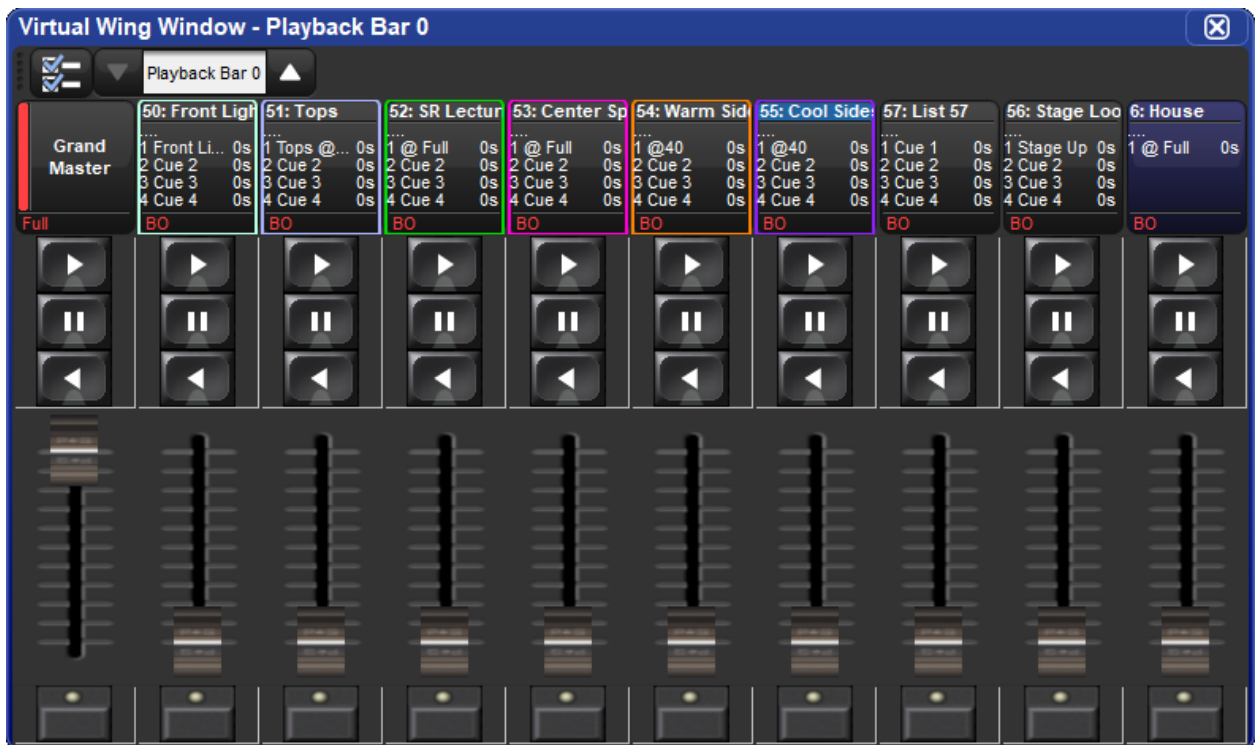 Virtual Wing Window - Playback Bar 0
Playback Bar 0
Grand
Master
Full
50: Front Ligh
....
1 Front Li... 0s
2 Cue 2 0s
3 Cue 3 0s
4 Cue 4 0s
BO
51: Tops
....
1 Tops @... 0s
2 Cue 2 0s
3 Cue 3 0s
4 Cue 4 0s
BO
52: SR Lectur
....
1 @ Full 0s
2 Cue 2 0s
3 Cue 3 0s
4 Cue 4 0s
BO
53: Center Sp
....
1 @ Full 0s
2 Cue 2 0s
3 Cue 3 0s
4 Cue 4 0s
BO
54: Warm Side
....
1 @40 0s
2 Cue 2 0s
3 Cue 3 0s
4 Cue 4 0s
BO
55: Cool Sides
....
1 @40 0s
2 Cue 2 0s
3 Cue 3 0s
4 Cue 4 0s
BO
57: List 57
....
1 Cue 1 0s
2 Cue 2 0s
3 Cue 3 0s
4 Cue 4 0s
BO
56: Stage Loo
....
1 Stage Up 0s
2 Cue 2 0s
3 Cue 3 0s
4 Cue 4 0s
BO
6: House
....
1 @ Full 0s
BO